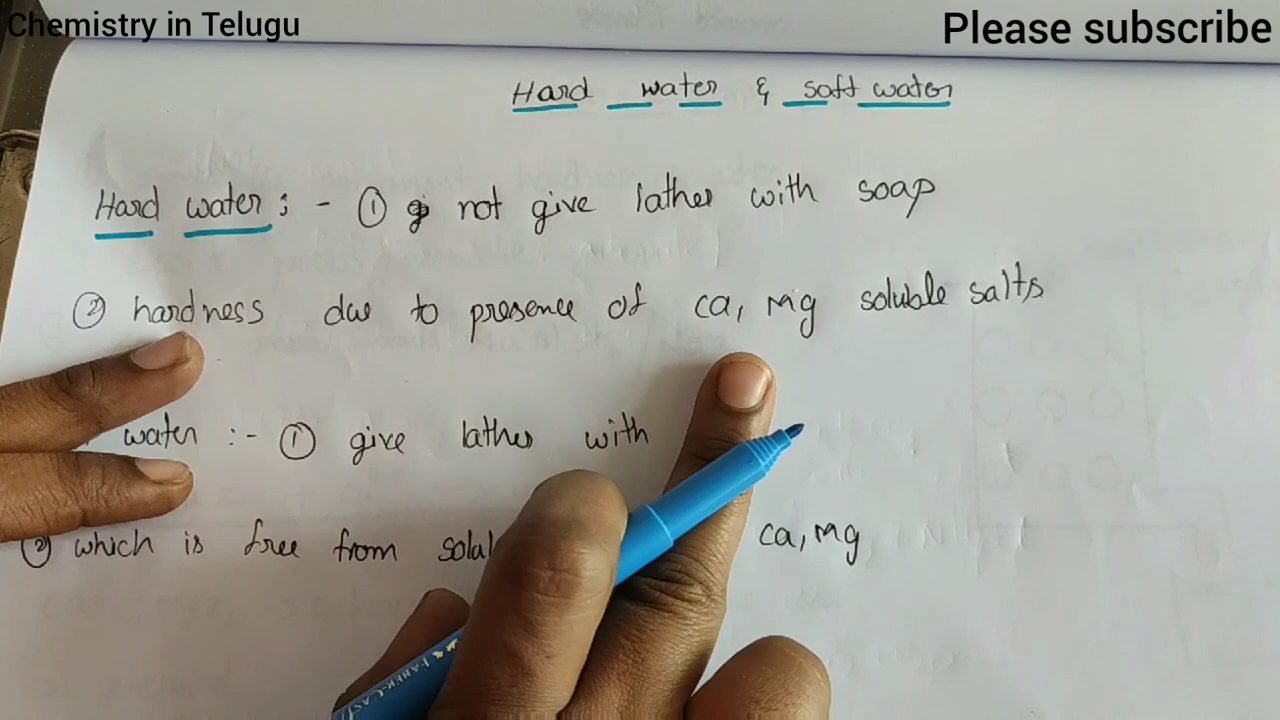 Chemistry in Telugu
Please subscribe
Hard water & soft water
Hard water :- ① not give lather with soap
② hardness due to presence of ca, Mg soluble salts
water :- ① give lather with
② which is free from ca, Mg